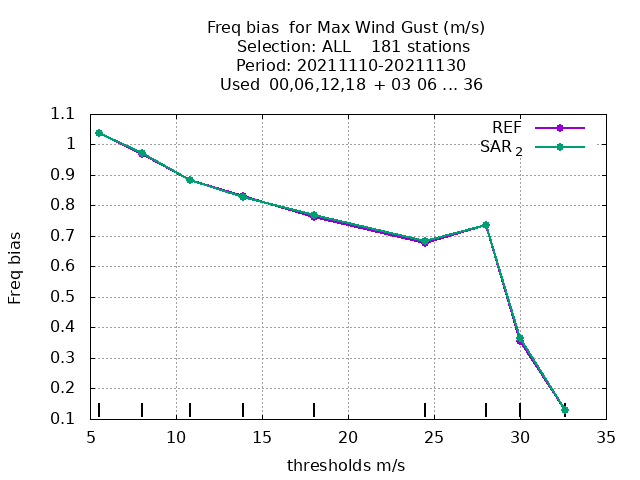 Freq bias  for Max Wind Gust (m/s)
Selection: ALL    181 stations
Period: 20211110-20211130
Used  00,06,12,18  + 03 06 ... 36
REF
SAR 2
1.1
1
0.9
0.8
0.7
0.6
0.5
0.4
0.3
0.2
0.1
Freq bias
5 10 15 20 25 30 35
thresholds m/s